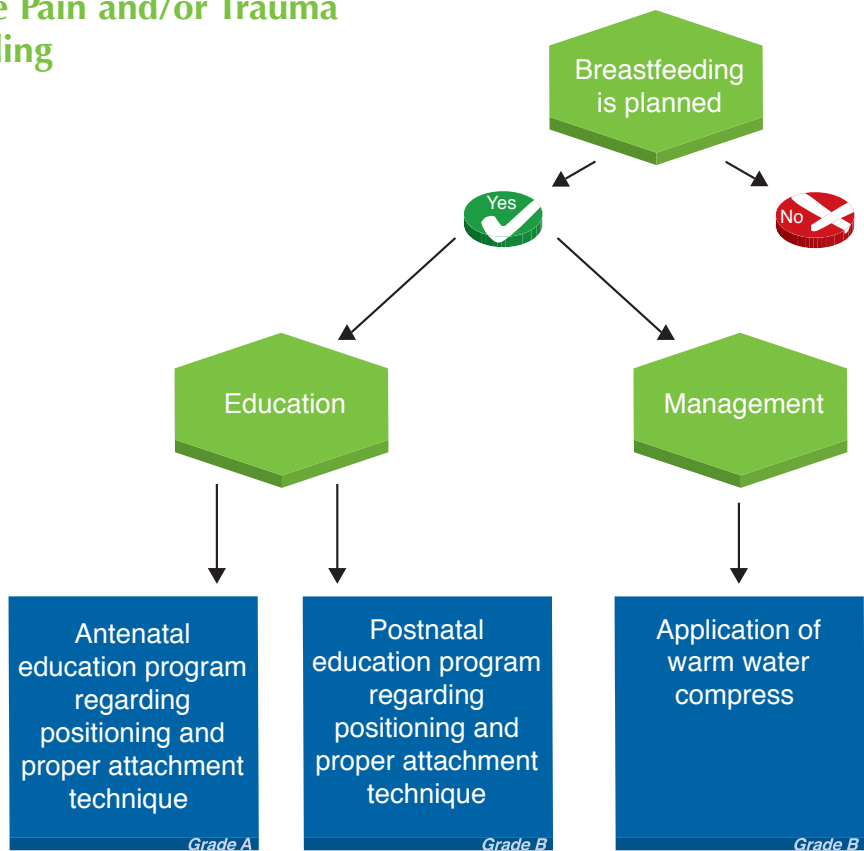 Pain and/or Trauma
Breastfeeding
is planned
Yes
No
Education
Management
Antenatal
education program
regarding
positioning and
proper attachment
technique
Grade A
Postnatal
education program
regarding
positioning and
proper attachment
technique
Grade B
Application of
warm water
compress
Grade B